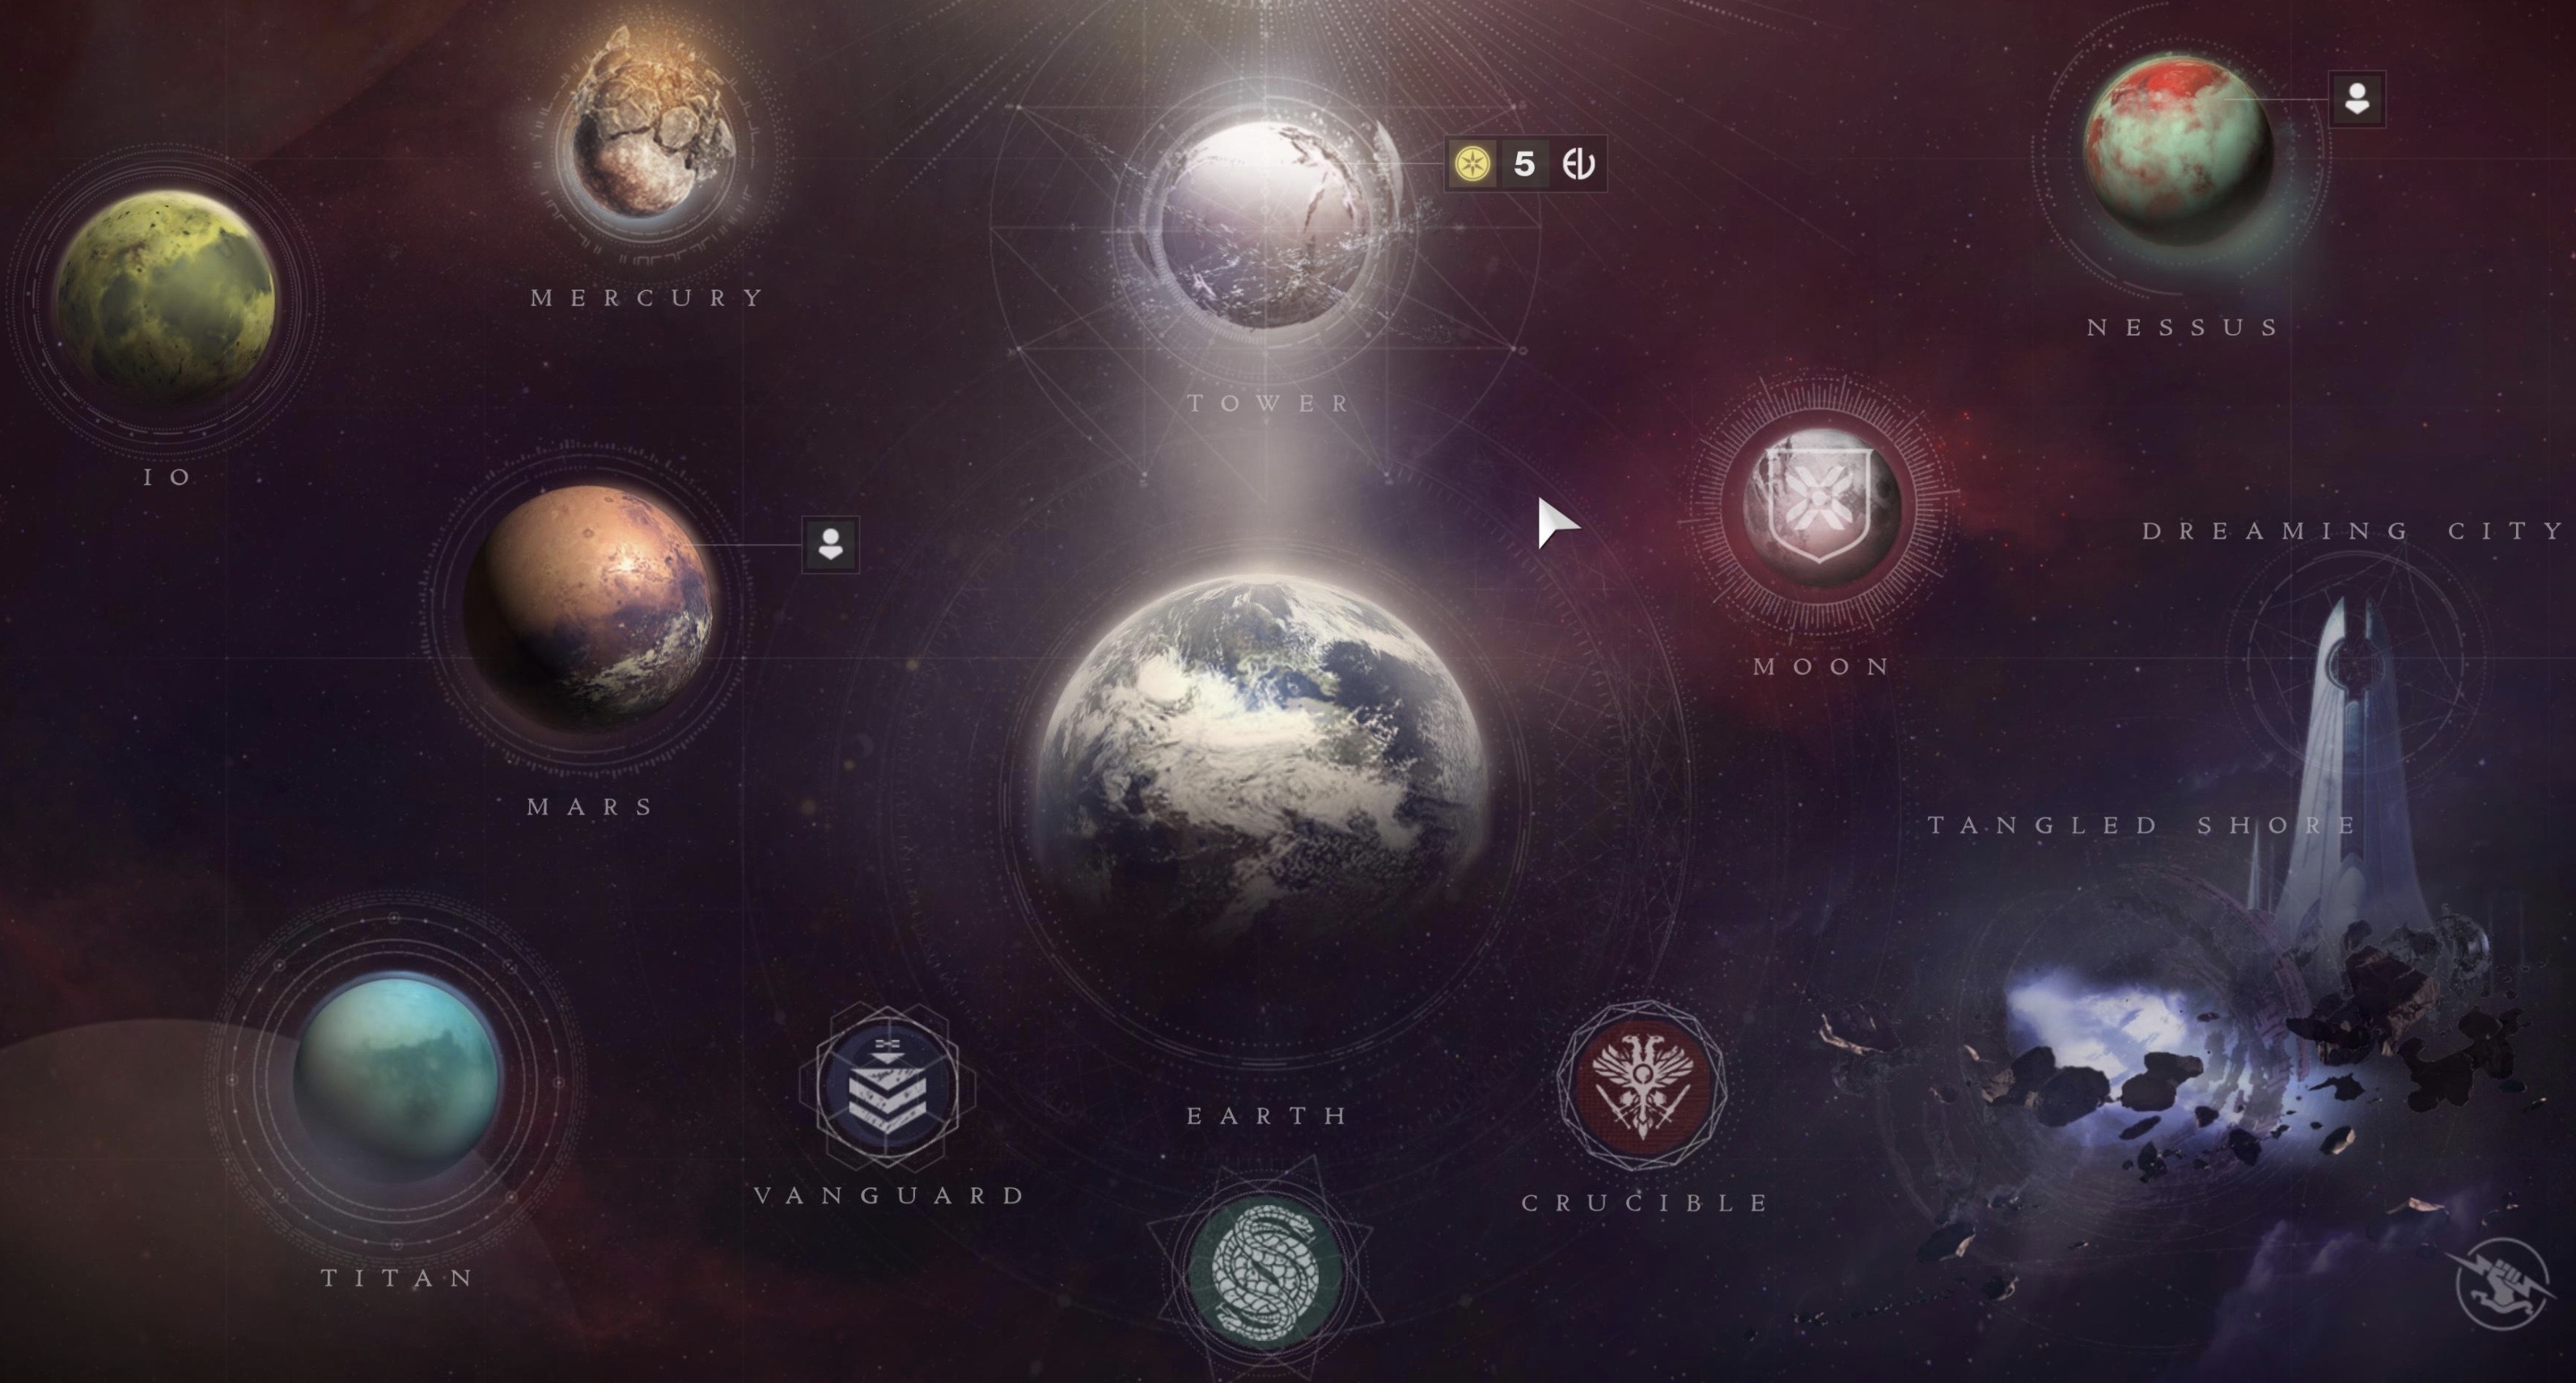 MERCURY
5
NESSUS
TOWER
IO
DREAMING CITY
MOON
MARS
TANGLED SHORE
EARTH
VANGUARD
CRUCIBLE
TITAN